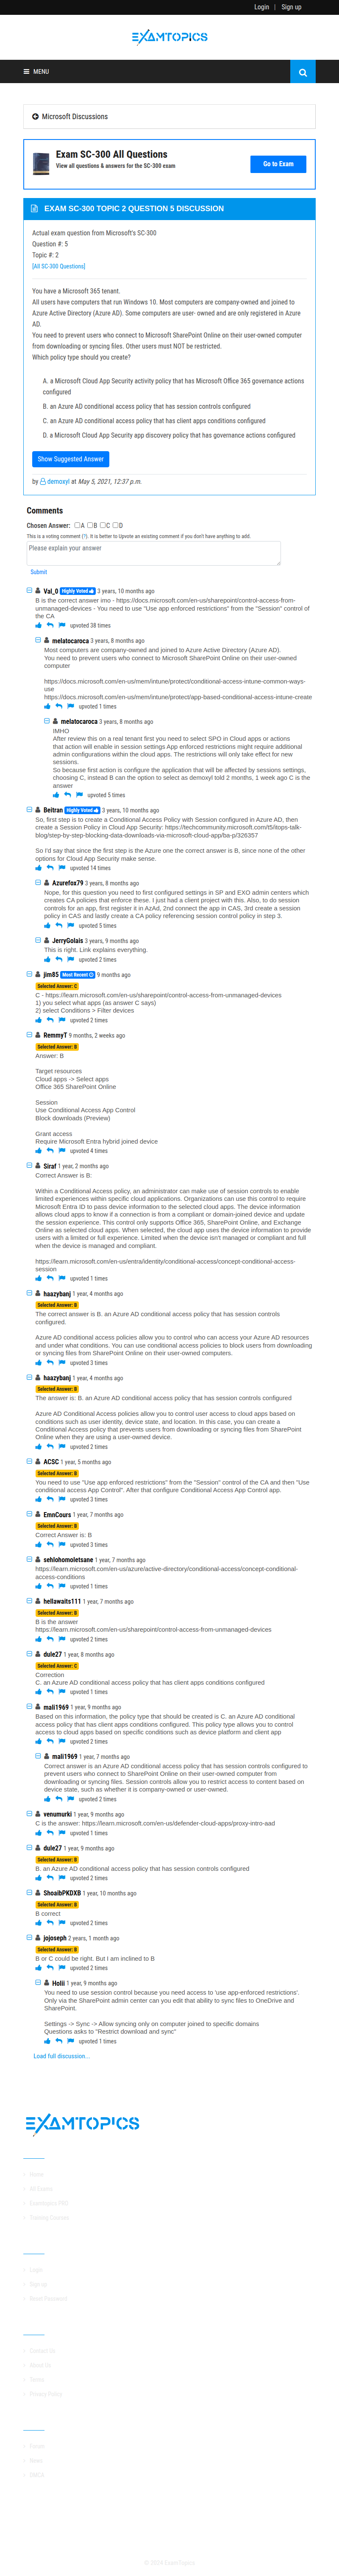 Login | Sign up
EXAMTOPICS
MENU
Microsoft Discussions
Exam SC-300 All Questions
View all questions & answers for the SC-300 exam
Go to Exam
EXAM SC-300 TOPIC 2 QUESTION 5 DISCUSSION
Actual exam question from Microsoft's SC-300
Question #: 5
Topic #: 2
[All SC-300 Questions]
You have a Microsoft 365 tenant.
All users have computers that run Windows 10. Most computers are company-owned and joined to
Azure Active Directory (Azure AD). Some computers are user- owned and are only registered in Azure
AD.
You need to prevent users who connect to Microsoft SharePoint Online on their user-owned computer
from downloading or syncing files. Other users must NOT be restricted.
Which policy type should you create?
A. a Microsoft Cloud App Security activity policy that has Microsoft Office 365 governance actions
configured
B. an Azure AD conditional access policy that has session controls configured
C. an Azure AD conditional access policy that has client apps conditions configured
D. a Microsoft Cloud App Security app discovery policy that has governance actions configured
Show Suggested Answer
by demoxyl at May 5, 2021, 12:37 p.m.
Comments
Chosen Answer: A B C D
This is a voting comment (?). It is better to Upvote an existing comment if you don't have anything to add.
Please explain your answer
Submit
Val_0 Highly Voted 3 years, 10 months ago
B is the correct answer imo - https://docs.microsoft.com/en-us/sharepoint/control-access-from-
unmanaged-devices - You need to use "Use app enforced restrictions" from the "Session" control of
the CA
upvoted 38 times
melatocaroca 3 years, 8 months ago
Most computers are company-owned and joined to Azure Active Directory (Azure AD).
You need to prevent users who connect to Microsoft SharePoint Online on their user-owned
computer
https://docs.microsoft.com/en-us/mem/intune/protect/conditional-access-intune-common-ways-
use
https://docs.microsoft.com/en-us/mem/intune/protect/app-based-conditional-access-intune-create
upvoted 1 times
melatocaroca 3 years, 8 months ago
IMHO
After review this on a real tenant first you need to select SPO in Cloud apps or actions
that action will enable in session settings App enforced restrictions might require additional
admin configurations within the cloud apps. The restrictions will only take effect for new
sessions.
So because first action is configure the application that will be affected by sessions settings,
choosing C, instead B can the option to select as demoxyl told 2 months, 1 week ago C is the
answer
upvoted 5 times
Beitran Highly Voted 3 years, 10 months ago
So, first step is to create a Conditional Access Policy with Session configured in Azure AD, then
create a Session Policy in Cloud App Security: https://techcommunity.microsoft.com/t5/itops-talk-
blog/step-by-step-blocking-data-downloads-via-microsoft-cloud-app/ba-p/326357
So I'd say that since the first step is the Azure one the correct answer is B, since none of the other
options for Cloud App Security make sense.
upvoted 14 times
Azurefox79 3 years, 8 months ago
Nope, for this question you need to first configured settings in SP and EXO admin centers which
creates CA policies that enforce these. I just had a client project with this. Also, to do session
controls for an app, first register it in AzAd, 2nd connect the app in CAS, 3rd create a session
policy in CAS and lastly create a CA policy referencing session control policy in step 3.
upvoted 5 times
JerryGolais 3 years, 9 months ago
This is right. Link explains everything.
upvoted 2 times
jim85 Most Recent 9 months ago
Selected Answer: C
C - https://learn.microsoft.com/en-us/sharepoint/control-access-from-unmanaged-devices
1) you select what apps (as answer C says)
2) select Conditions > Filter devices
upvoted 2 times
RemmyT 9 months, 2 weeks ago
Selected Answer: B
Answer: B
Target resources
Cloud apps -> Select apps
Office 365 SharePoint Online
Session
Use Conditional Access App Control
Block downloads (Preview)
Grant access
Require Microsoft Entra hybrid joined device
upvoted 4 times
Siraf 1 year, 2 months ago
Correct Answer is B:
Within a Conditional Access policy, an administrator can make use of session controls to enable
limited experiences within specific cloud applications. Organizations can use this control to require
Microsoft Entra ID to pass device information to the selected cloud apps. The device information
allows cloud apps to know if a connection is from a compliant or domain-joined device and update
the session experience. This control only supports Office 365, SharePoint Online, and Exchange
Online as selected cloud apps. When selected, the cloud app uses the device information to provide
users with a limited or full experience. Limited when the device isn't managed or compliant and full
when the device is managed and compliant.
https://learn.microsoft.com/en-us/entra/identity/conditional-access/concept-conditional-access-
session
upvoted 1 times
haazybanj 1 year, 4 months ago
Selected Answer: B
The correct answer is B. an Azure AD conditional access policy that has session controls
configured.
Azure AD conditional access policies allow you to control who can access your Azure AD resources
and under what conditions. You can use conditional access policies to block users from downloading
or syncing files from SharePoint Online on their user-owned computers.
upvoted 3 times
haazybanj 1 year, 4 months ago
Selected Answer: B
The answer is: B. an Azure AD conditional access policy that has session controls configured
Azure AD Conditional Access policies allow you to control user access to cloud apps based on
conditions such as user identity, device state, and location. In this case, you can create a
Conditional Access policy that prevents users from downloading or syncing files from SharePoint
Online when they are using a user-owned device.
upvoted 2 times
ACSC 1 year, 5 months ago
Selected Answer: B
You need to use "Use app enforced restrictions" from the "Session" control of the CA and then "Use
conditional access App Control". After that configure Conditional Access App Control app.
upvoted 3 times
EmnCours 1 year, 7 months ago
Selected Answer: B
Correct Answer is: B
upvoted 3 times
sehlohomoletsane 1 year, 7 months ago
https://learn.microsoft.com/en-us/azure/active-directory/conditional-access/concept-conditional-
access-conditions
upvoted 1 times
hellawaits111 1 year, 7 months ago
Selected Answer: B
B is the answer
https://learn.microsoft.com/en-us/sharepoint/control-access-from-unmanaged-devices
upvoted 2 times
dule27 1 year, 8 months ago
Selected Answer: C
Correction
C. an Azure AD conditional access policy that has client apps conditions configured
upvoted 1 times
mali1969 1 year, 9 months ago
Based on this information, the policy type that should be created is C. an Azure AD conditional
access policy that has client apps conditions configured. This policy type allows you to control
access to cloud apps based on specific conditions such as device platform and client app
upvoted 2 times
mali1969 1 year, 7 months ago
Correct answer is an Azure AD conditional access policy that has session controls configured to
prevent users who connect to SharePoint Online on their user-owned computer from
downloading or syncing files. Session controls allow you to restrict access to content based on
device state, such as whether it is company-owned or user-owned.
upvoted 2 times
venumurki 1 year, 9 months ago
C is the answer: https://learn.microsoft.com/en-us/defender-cloud-apps/proxy-intro-aad
upvoted 1 times
dule27 1 year, 9 months ago
Selected Answer: B
B. an Azure AD conditional access policy that has session controls configured
upvoted 2 times
ShoaibPKDXB 1 year, 10 months ago
Selected Answer: B
B correct
upvoted 2 times
jojoseph 2 years, 1 month ago
Selected Answer: B
B or C could be right. But I am inclined to B
upvoted 2 times
Holii 1 year, 9 months ago
You need to use session control because you need access to 'use app-enforced restrictions'.
Only via the SharePoint admin center can you edit that ability to sync files to OneDrive and
SharePoint.
Settings -> Sync -> Allow syncing only on computer joined to specific domains
Questions asks to "Restrict download and sync"
upvoted 1 times
Load full discussion...
EXAMTOPICS
Home
All Exams
Examtopics PRO
Training Courses
Login
Sign up
Reset Password
Contact Us
About Us
Terms
Privacy Policy
Forum
News
DMCA
© 2024 ExamTopics